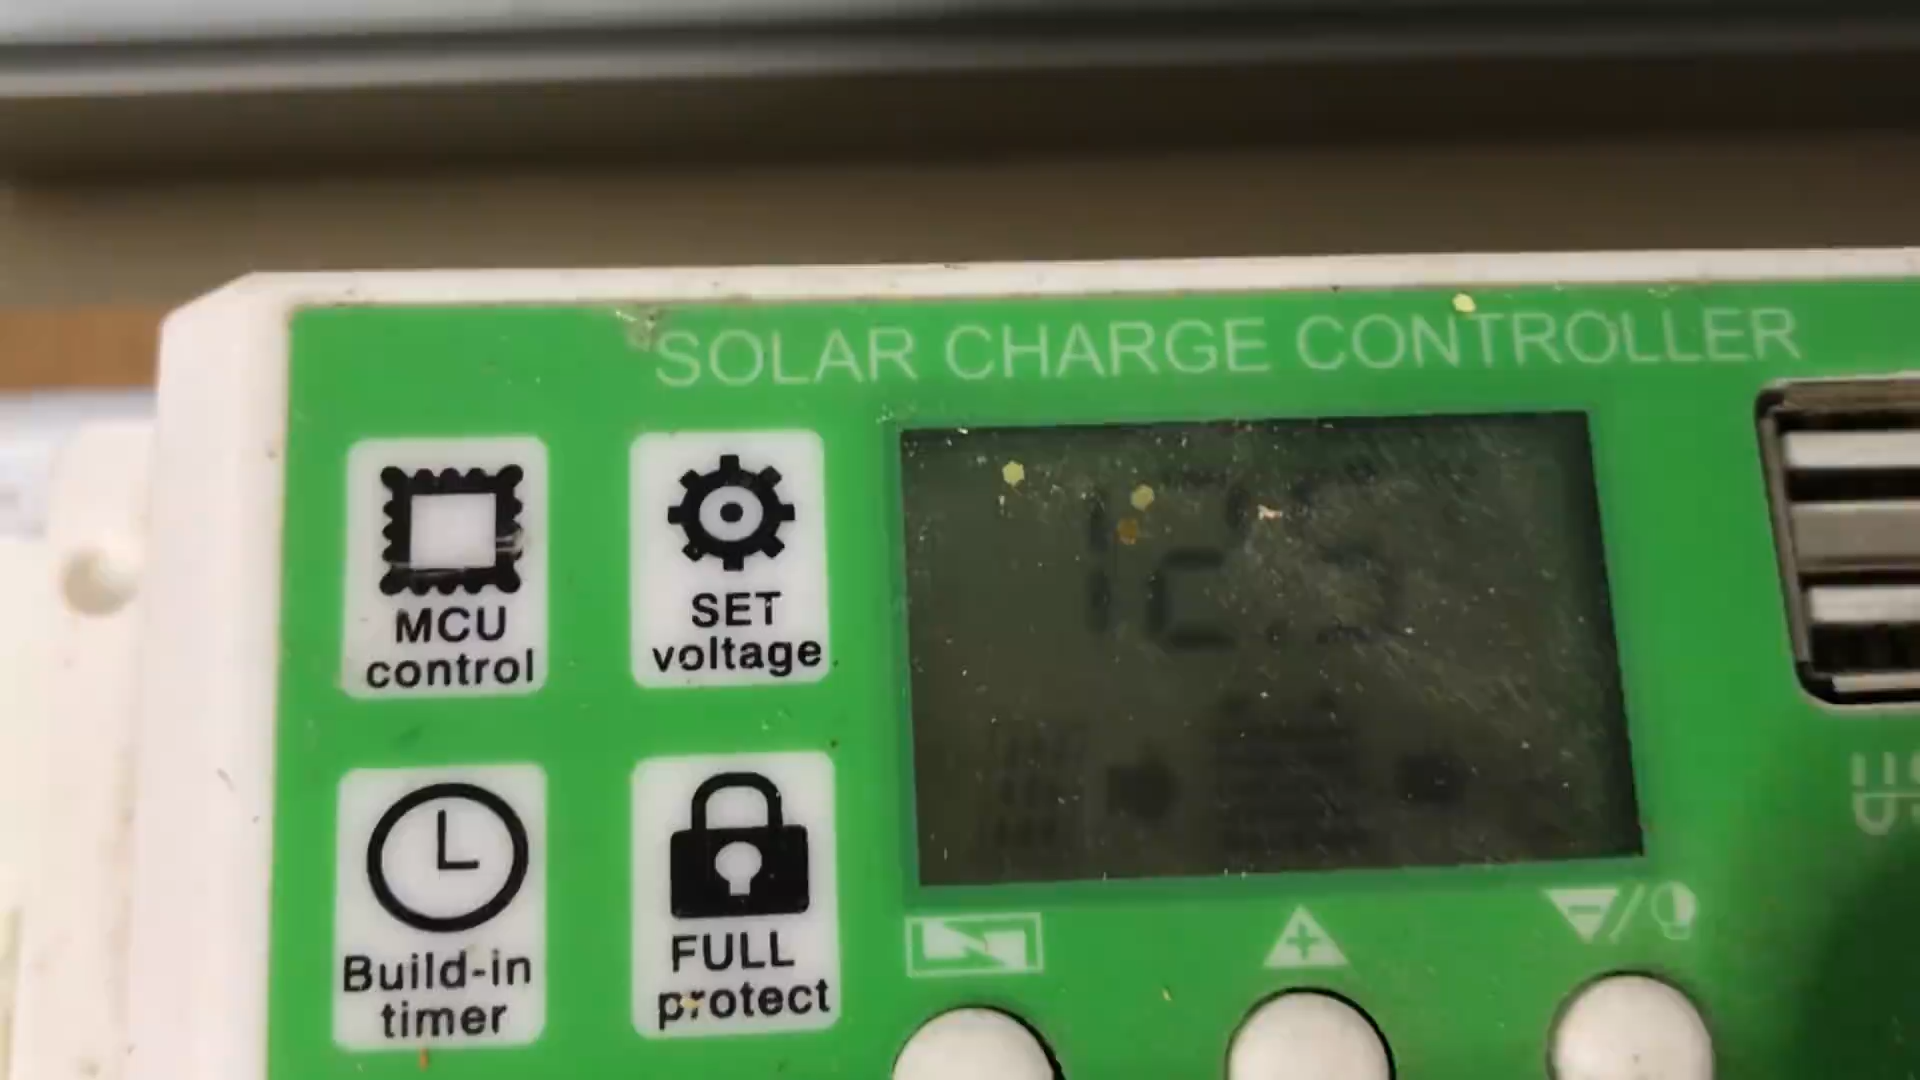 SOLAR CHARGE CONTROLLER
MCU
control
SET
voltage
Build-in
timer
FULL
protect